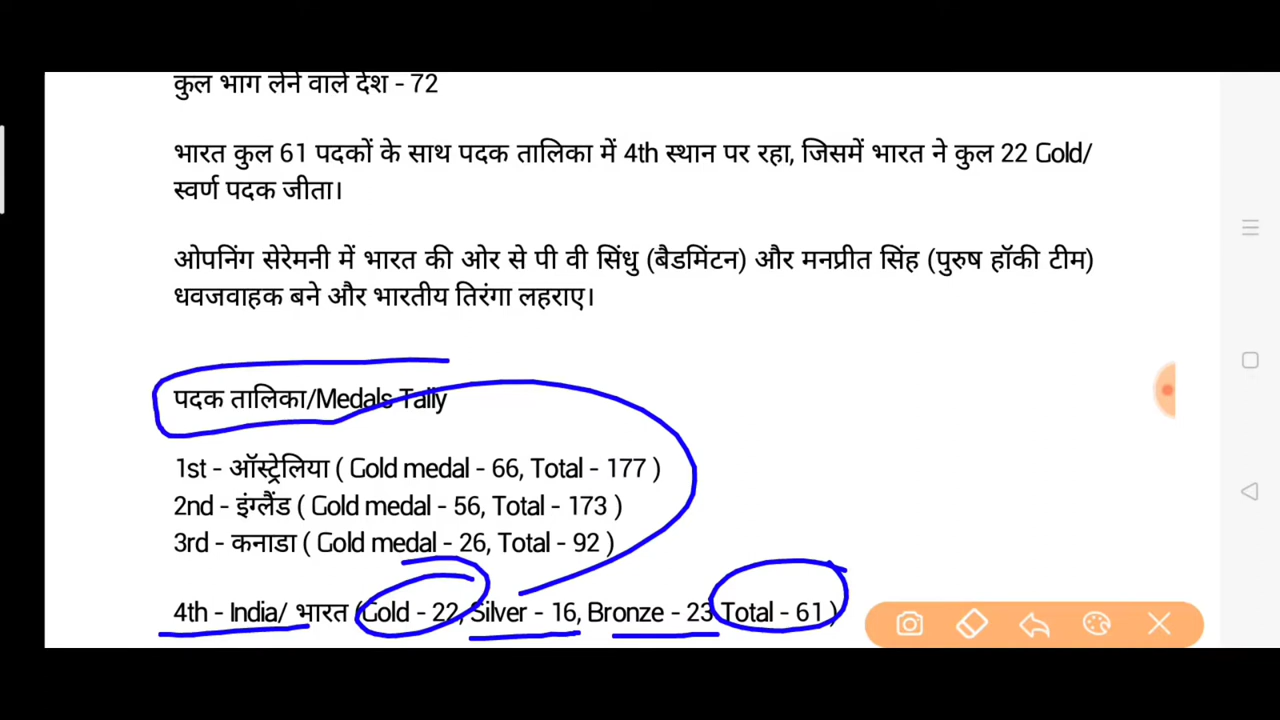 कुल भाग लेने वाले देश - 72
भारत कुल 61 पदकों के साथ पदक तालिका में 4th स्थान पर रहा, जिसमें भारत ने कुल 22 Gold/
स्वर्ण पदक जीता।
ओपनिंग सेरेमनी में भारत की ओर से पी वी सिंधु (बैडमिंटन) और मनप्रीत सिंह (पुरुष हॉकी टीम)
धवजवाहक बने और भारतीय तिरंगा लहराए।
पदक तालिका/Medals Tally
1st - ऑस्ट्रेलिया ( Gold medal - 66, Total - 177 )
2nd - इंग्लैंड ( Gold medal - 56, Total - 173 )
3rd - कनाडा ( Gold medal - 26, Total - 92 )
4th - India/ भारत (Gold - 22, Silver - 16, Bronze - 23 Total - 61 )